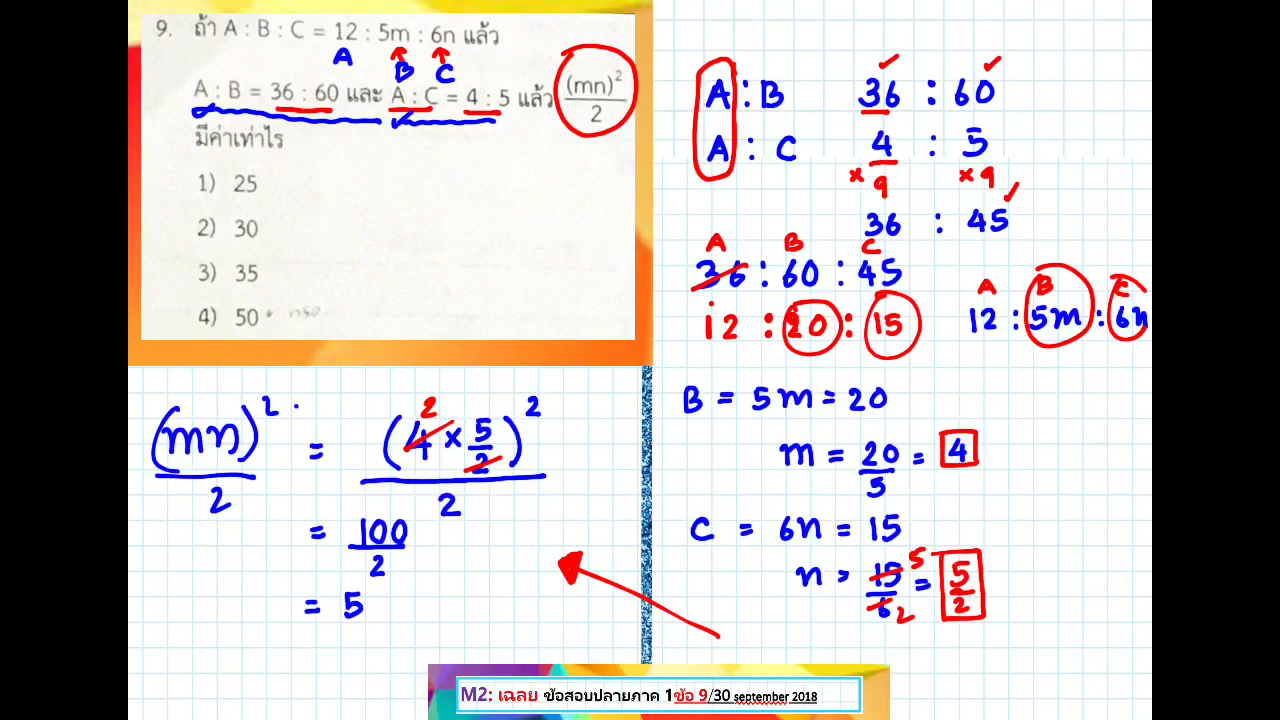 9. ถ้า A : B : C = 12 : 5m : 6n แล้ว
A B C
A : B = 36 : 60 และ A : C = 4 : 5 แล้ว (mn)²/2
มีค่าเท่าไร
1) 25
2) 30
3) 35
4) 50
A : B 36 : 60
A : C 4 : 5
×9 ×9
36 : 45
A B C
36 : 60 : 45
12 : 20 : 15
A B C
12 : 5m : 6n
B = 5m = 20
m = 20/5 = 4
C = 6n = 15
n = 15/6 = 5/2
5
2
(mn)²/2 = (4 × 5/2)²/2
2
= 100/2
= 5
M2: เฉลย ข้อสอบปลายภาค 1ข้อ 9/30 september 2018